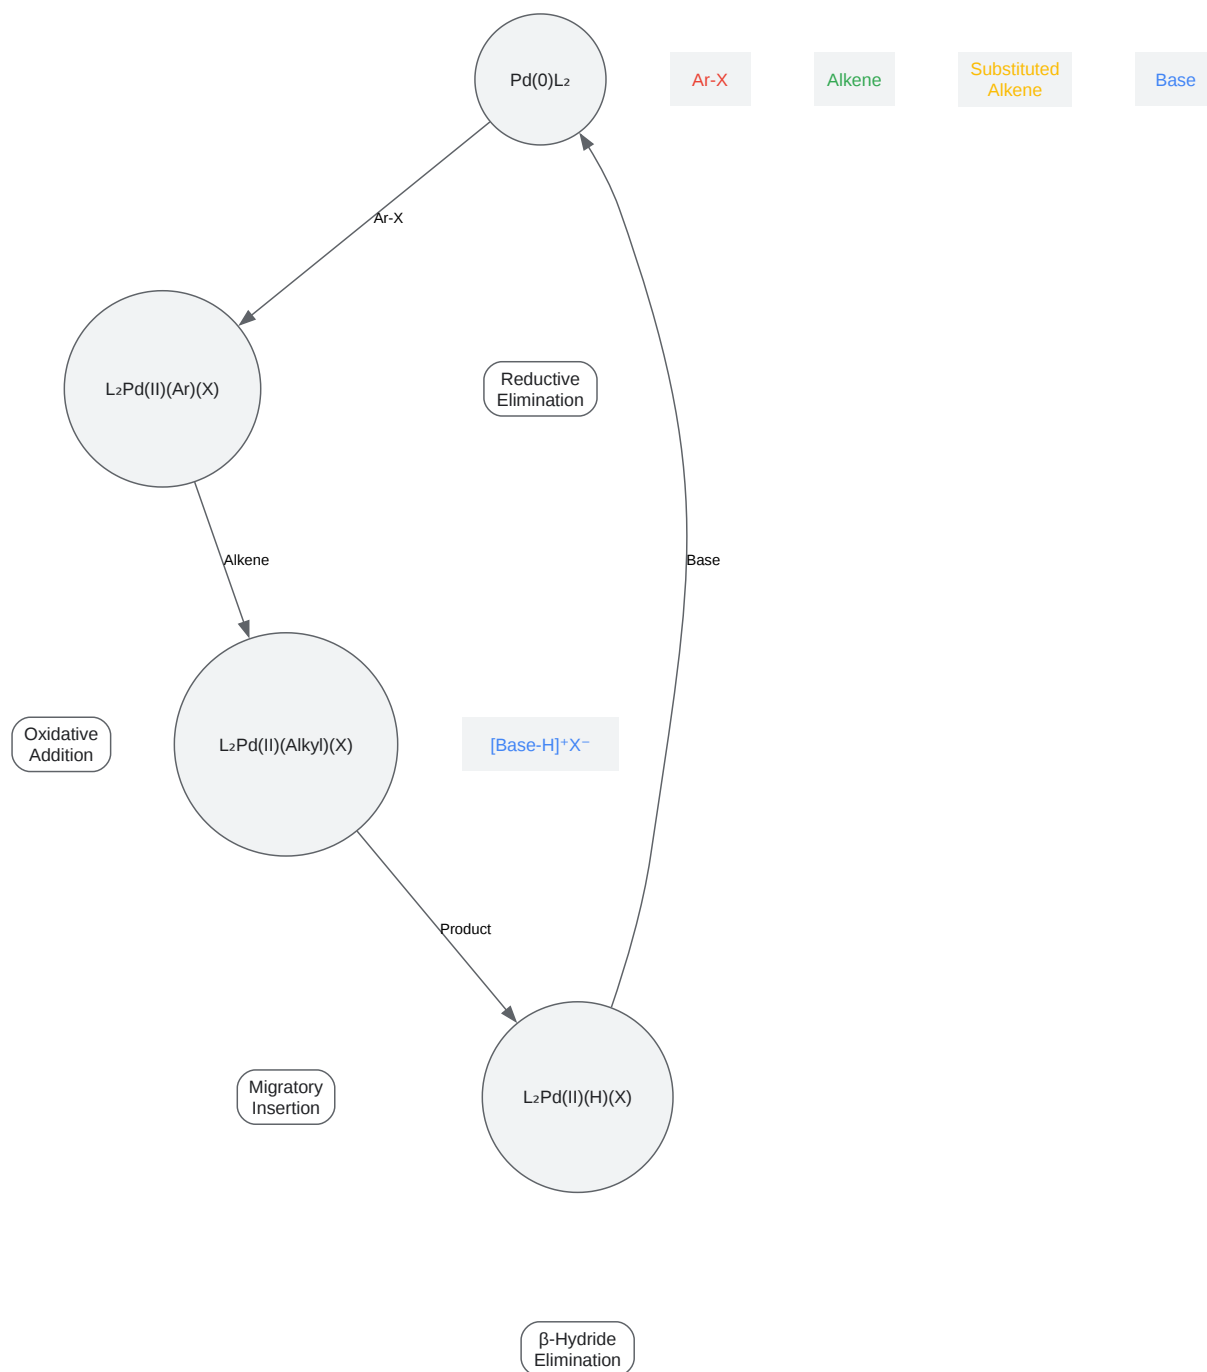 Pd(0)L₂
Ar-X
Alkene
Substituted
Alkene
Base
Ar-X
L₂Pd(II)(Ar)(X)
Reductive
Elimination
Alkene
Base
Oxidative
Addition
L₂Pd(II)(Alkyl)(X)
[Base-H]⁺X⁻
Product
Migratory
Insertion
L₂Pd(II)(H)(X)
β-Hydride
Elimination